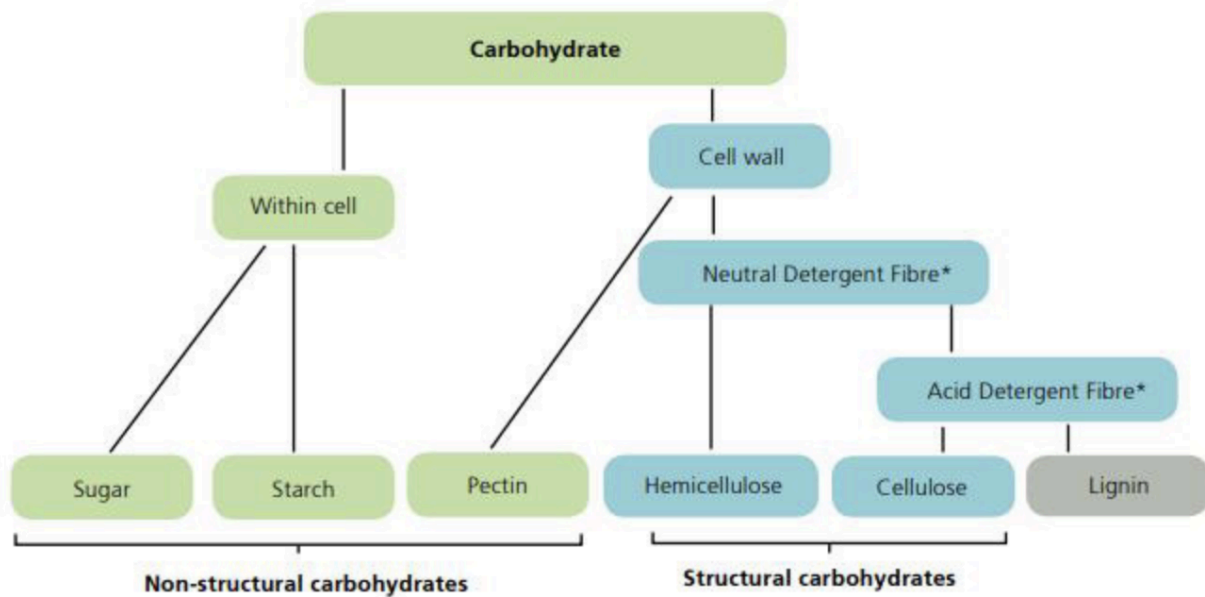 Carbohydrate
Cell wall
Within cell
Neutral Detergent Fibre*
Acid Detergent Fibre*
Sugar
Starch
Pectin
Hemicellulose
Cellulose
Lignin
Non-structural carbohydrates
Structural carbohydrates